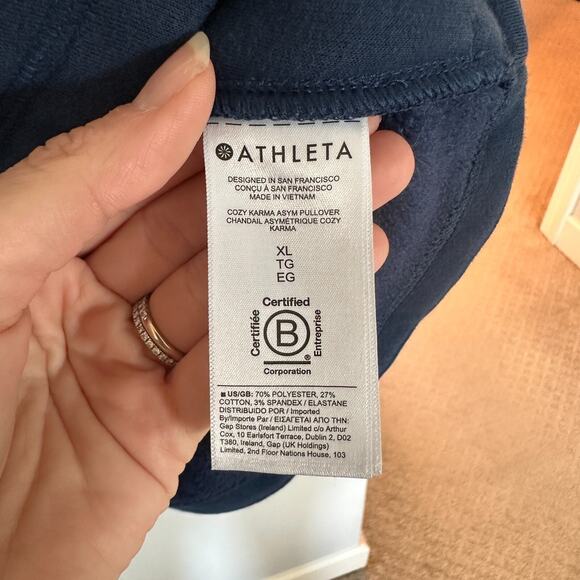 ATHLETA
DESIGNED IN SAN FRANCISCO
CONÇU À SAN FRANCISCO
MADE IN VIETNAM
COZY KARMA ASYM PULLOVER
CHANDAIL ASYMÉTRIQUE COZY
KARMA
XL
TG
EG
Certified
Certifiée
B
Entreprise
®
Corporation
US/GB: 70% POLYESTER, 27%
COTTON, 3% SPANDEX / ELASTANE
DISTRIBUIDO POR / Imported
By/Importe Par / ΕΙΣΑΓΕΤΑΙ ΑΠΟ ΤΗΝ:
Gap Stores (Ireland) Limited c/o Arthur
Cox, 10 Earlsfort Terrace, Dublin 2, D02
T380, Ireland, Gap (UK Holdings)
Limited, 2nd Floor Nations House, 103